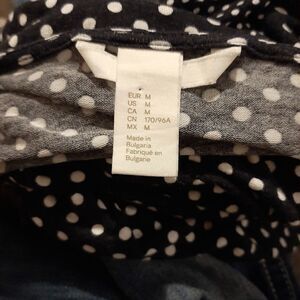 EUR M
US M
CA M
CN 170/96A
MX M
Made in
Bulgaria
Fabriqué en
Bulgarie